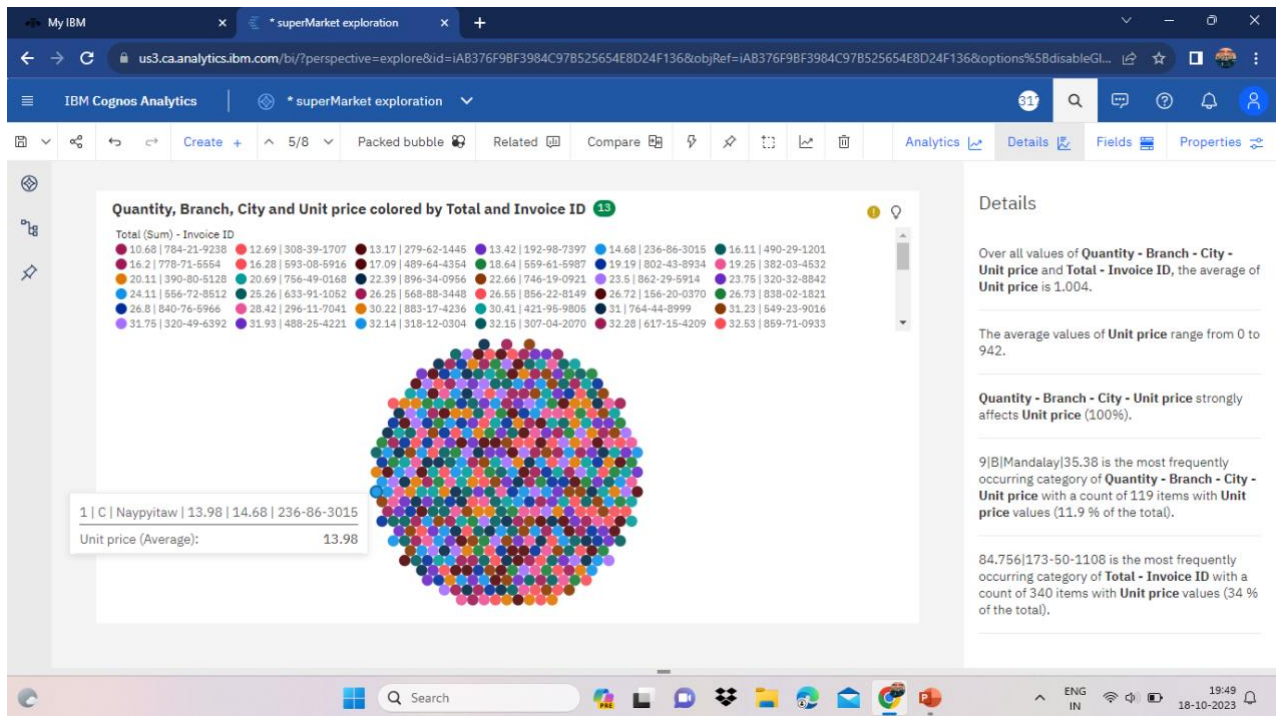 My IBM
* superMarket exploration
us3.ca.analytics.ibm.com/bi/?perspective=explore&id=iAB376F9BF3984C97B525654E8D24F136&objRef=iAB376F9BF3984C97B525654E8D24F136&options%5BdisableGl...
IBM Cognos Analytics * superMarket exploration
Create + 5/8 Packed bubble Related Compare Analytics Details Fields Properties
Quantity, Branch, City and Unit price colored by Total and Invoice ID 13
Total (Sum) - Invoice ID
10.68 | 784-21-9238 12.69 | 308-39-1707 13.17 | 279-62-1445 13.42 | 192-98-7397 14.68 | 236-86-3015 16.11 | 490-29-1201
16.2 | 778-71-5554 16.28 | 593-08-5916 17.09 | 489-64-4354 18.64 | 559-61-5987 19.19 | 802-43-8934 19.25 | 382-03-4532
20.11 | 390-80-5128 20.69 | 756-49-0168 22.39 | 896-34-0956 22.66 | 746-19-0921 23.5 | 862-29-5914 23.75 | 320-32-8842
24.11 | 556-72-8512 25.26 | 633-91-1052 26.25 | 568-88-3448 26.55 | 856-22-8149 26.72 | 156-20-0370 26.73 | 838-02-1821
26.8 | 840-76-5966 28.42 | 296-11-7041 30.22 | 883-17-4236 30.41 | 421-95-9805 31 | 764-44-8999 31.23 | 549-23-9016
31.75 | 320-49-6392 31.93 | 488-25-4221 32.14 | 318-12-0304 32.15 | 307-04-2070 32.28 | 617-15-4209 32.53 | 859-71-0933
1 | C | Naypyitaw | 13.98 | 14.68 | 236-86-3015
Unit price (Average): 13.98
Details
Over all values of Quantity - Branch - City -
Unit price and Total - Invoice ID, the average of
Unit price is 1.004.
The average values of Unit price range from 0 to
942.
Quantity - Branch - City - Unit price strongly
affects Unit price (100%).
9|B|Mandalay|35.38 is the most frequently
occurring category of Quantity - Branch - City -
Unit price with a count of 119 items with Unit
price values (11.9 % of the total).
84.756|173-50-1108 is the most frequently
occurring category of Total - Invoice ID with a
count of 340 items with Unit price values (34 %
of the total).
Search
PRE
ENG
IN
19:49
18-10-2023